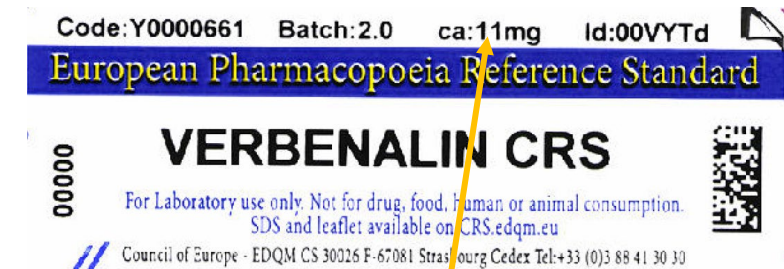 Code:Y0000661 Batch:2.0 ca:11mg Id:00VYTd
European Pharmacopoeia Reference Standard
VERBENALIN CRS
00000
For Laboratory use only. Not for drug, food, human or animal consumption.
SDS and leaflet available on CRS.edqm.eu
Council of Europe - EDQM CS 30026 F-67081 Strasbourg Cedex Tel:+33 (0)3 88 41 30 30